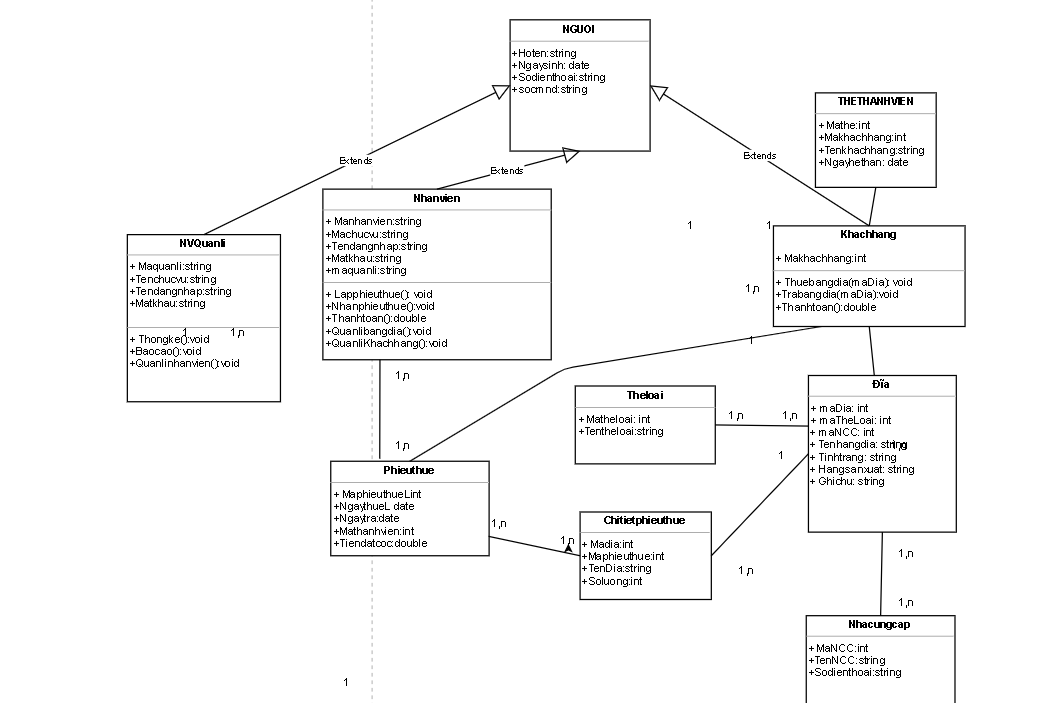 NGUOI
+Hoten:string
+Ngaysinh: date
+Sodienthoai:string
+socmnd:string
THETHANHVIEN
+ Mathe:int
+Makhachhang:int
+Tenkhachhang:string
+Ngayhethan: date
Extends
Extends
Extends
Nhanvien
+ Manhanvien:string
+Machucvu:string
+Tendangnhap:string
+Matkhau:string
+maquanli:string
+ Lapphieuthue(): void
+Nhanphieuthue():void
+Thanhtoan():double
+Quanlibangdia():void
+QuanliKhachhang():void
NVQuanli
+ Maquanli:string
+Tenchucvu:string
+Tendangnhap:string
+Matkhau:string
1
1,n
+ Thongke():void
+Baocao():void
+Quanlinhanvien():void
1
1
Khachhang
+ Makhachhang:int
+ Thuebangdia(maDia): void
+Trabangdia(maDia):void
+Thanhtoan():double
1,n
1
1,n
1,n
Theloai
+ Matheloai: int
+Tentheloai:string
1,n
1,n
Đĩa
+ maDia: int
+ maTheLoai: int
+ maNCC: int
+ Tenhangdia: string
1,n
+ Tinhtrang: string
+ Hangsanxuat: string
+ Ghichu: string
1
Phieuthue
+ MaphieuthueLint
+NgaythueL date
+Ngaytra:date
+Mathanhvien:int
+Tiendatcoc:double
1,n
1,n
Chitietphieuthue
+ Madia:int
+Maphieuthue:int
+TenDia:string
+Soluong:int
1,n
1,n
1,n
Nhacungcap
+ MaNCC:int
+TenNCC:string
+Sodienthoai:string
1